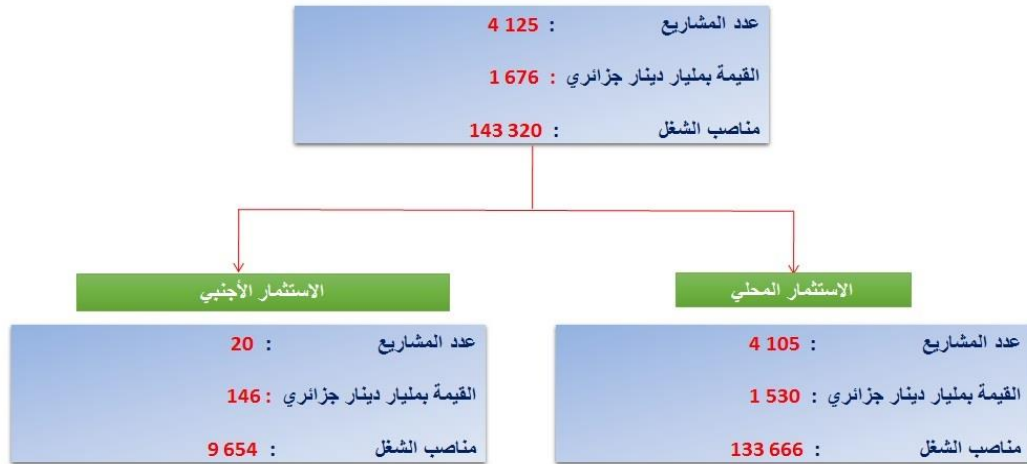 عدد المشاريع : 4 125
القيمة بمليار دينار جزائري : 1 676
مناصب الشغل : 143 320
الاستثمار المحلي
عدد المشاريع : 4 105
القيمة بمليار دينار جزائري : 1 530
مناصب الشغل : 133 666
الاستثمار الأجنبي
عدد المشاريع : 20
القيمة بمليار دينار جزائري : 146
مناصب الشغل : 9 654